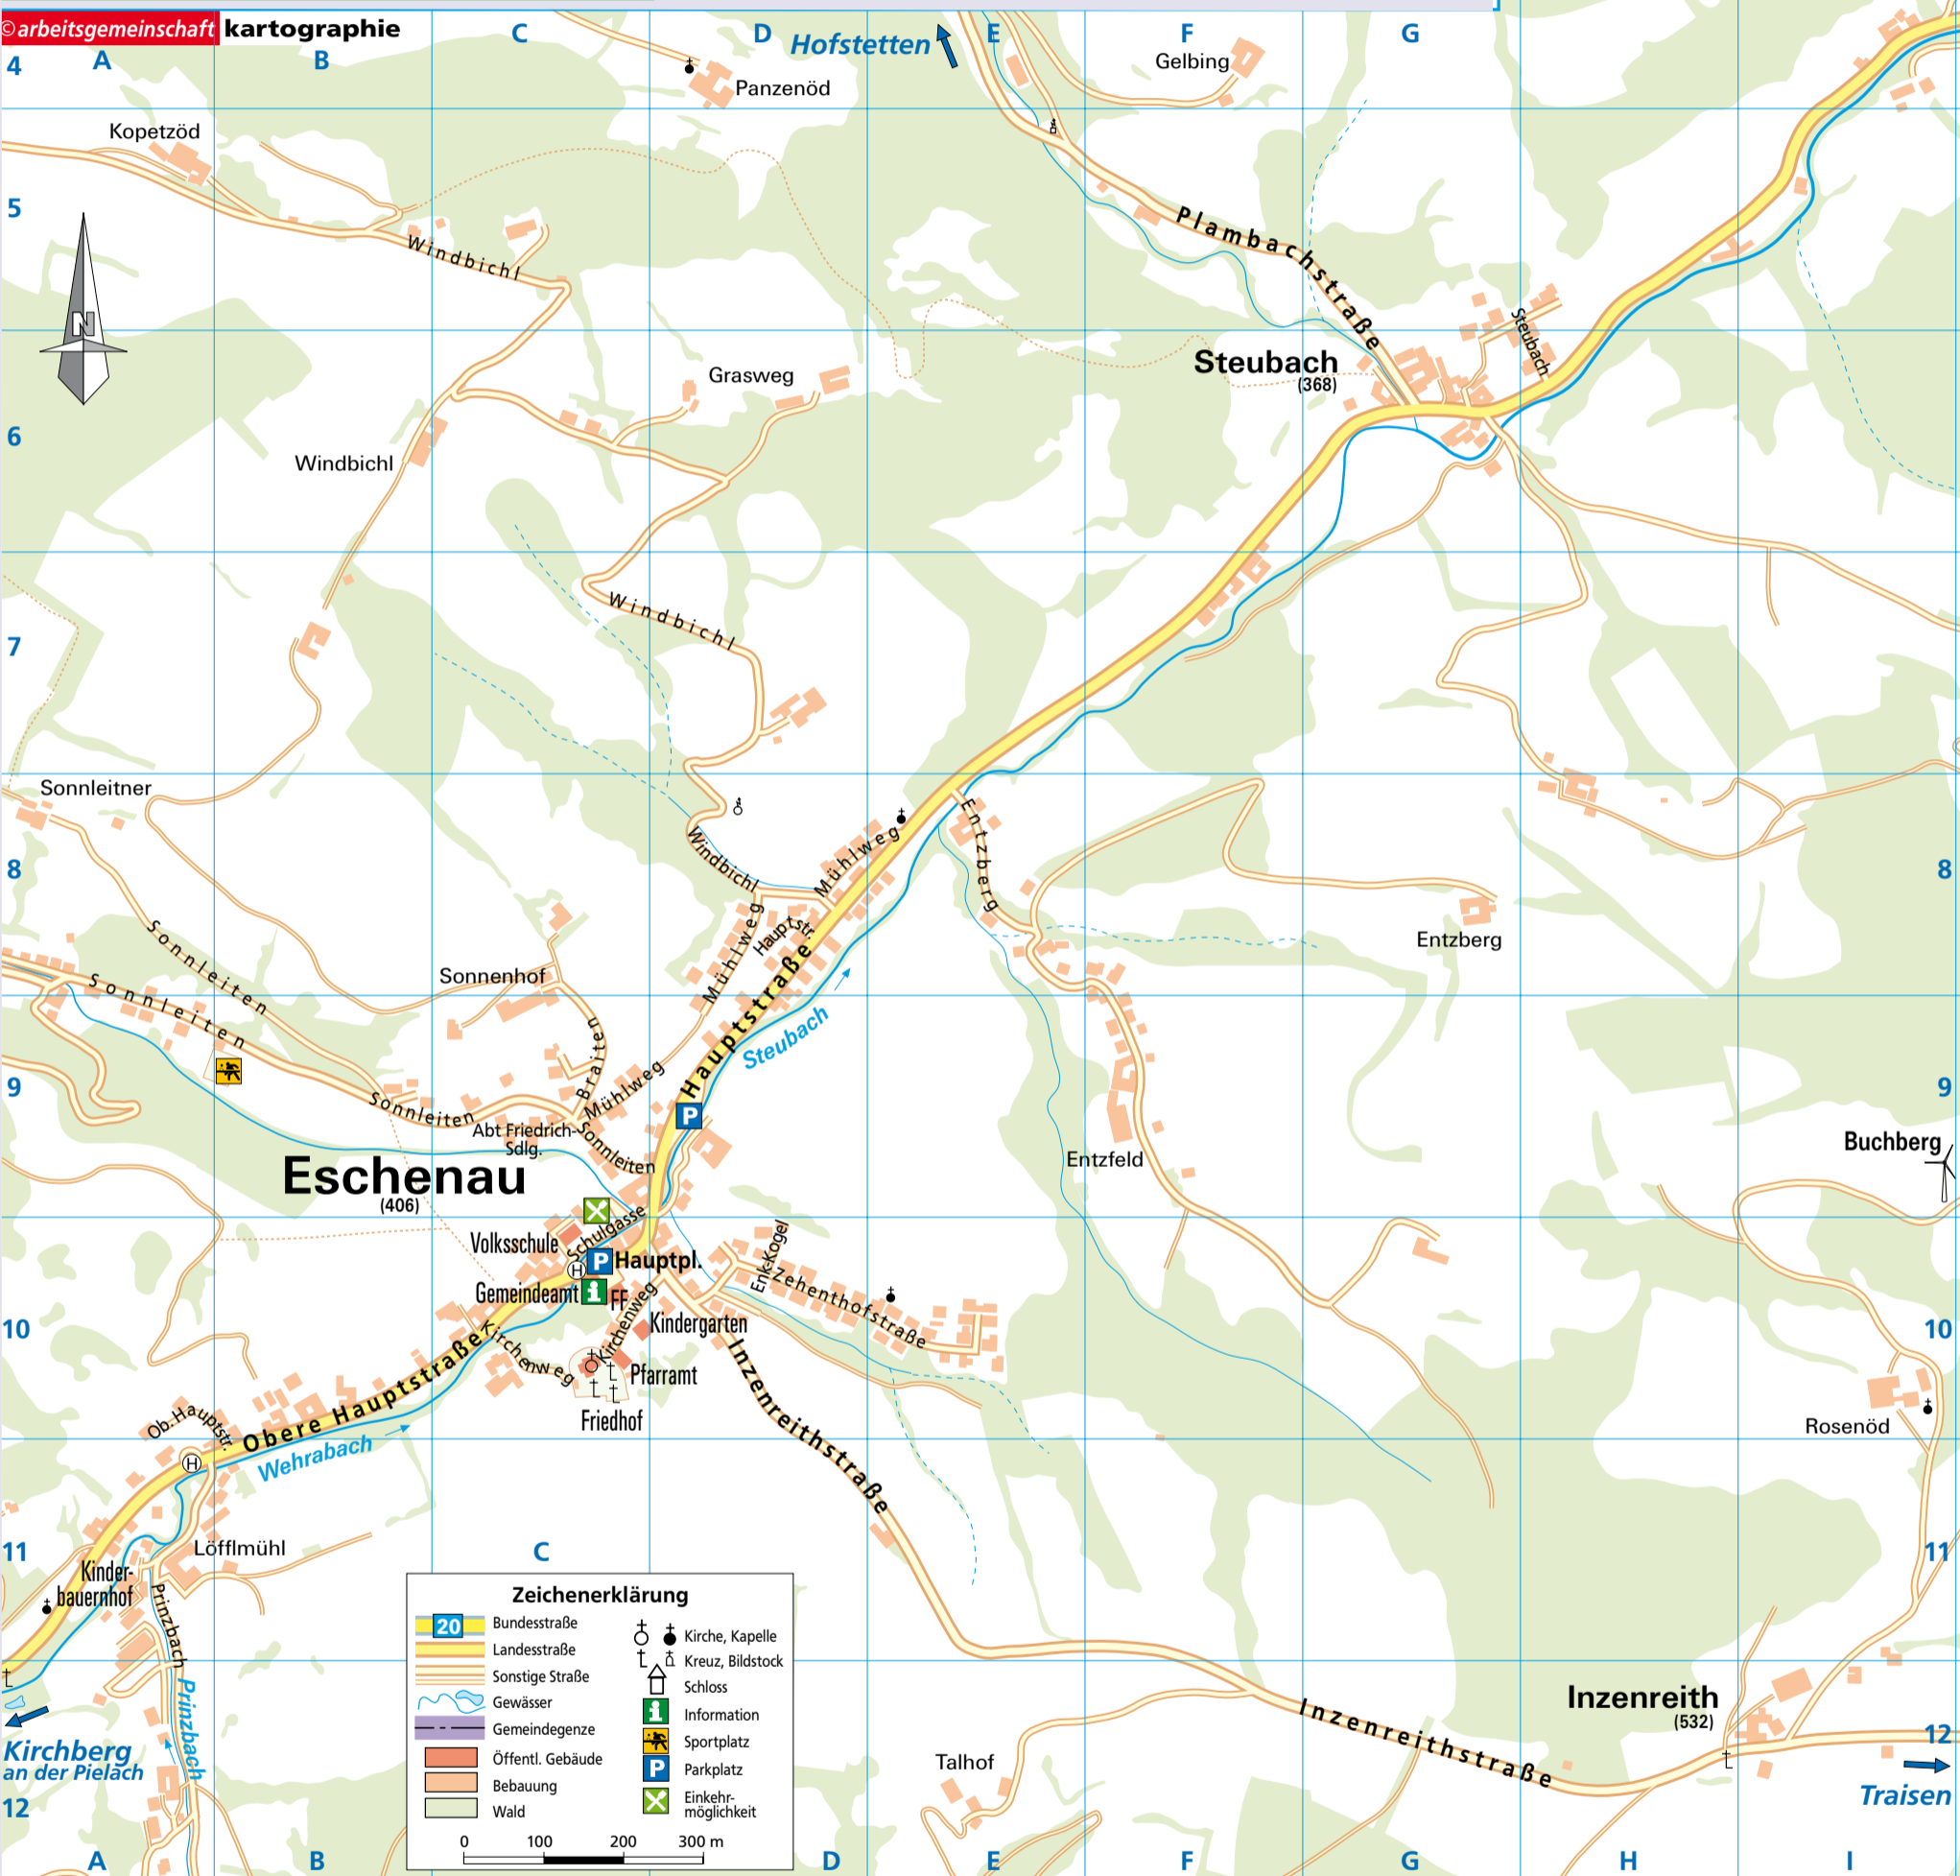 ©arbeitsgemeinschaft kartographie
A
B
C
D
E
F
G
4
Hofstetten
Panzenöd
Gelbing
Kopetzöd
5
Windbichl
Plambachstraße
N
Steubach
Steubach
(368)
Grasweg
6
Windbichl
7
Windbichl
Sonnleitner
8
8
Windbichl
Mühlweg
Entzberg
Mühlweg
Hauptstr.
Entzberg
Sonnleiten
Sonnleiten
Sonnenhof
Hauptstraße
Steubach
9
9
Braiten
Mühlweg
Sonnleiten
Abt Friedrich-
Sdlg.
Sonnleiten
P
Entzfeld
Buchberg
Eschenau
(406)
Volksschule
Schulgasse
H
P
Hauptpl.
Gemeindeamt
i
FF
Kirchenweg
Kindergarten
Enk-Kogel
Zehenthofstraße
10
10
Kirchenweg
Pfarramt
Friedhof
Inzenreithstraße
Obere Hauptstraße
Ob. Hauptstr.
Wehrabach
H
Rosenöd
11
11
C
Löfflmühl
Kinder-
bauernhof
Prinzbach
Prinzbach
Kirchberg
an der Pielach
12
12
Zeichenerklärung
20 Bundesstraße
Landesstraße
Sonstige Straße
Gewässer
Gemeindegenze
Öffentl. Gebäude
Bebauung
Wald
Kirche, Kapelle
Kreuz, Bildstock
Schloss
i Information
Sportplatz
P Parkplatz
Einkehr-
möglichkeit
0 100 200 300 m
Talhof
Inzenreithstraße
Inzenreith
(532)
Traisen
A
B
D
E
F
G
H
I